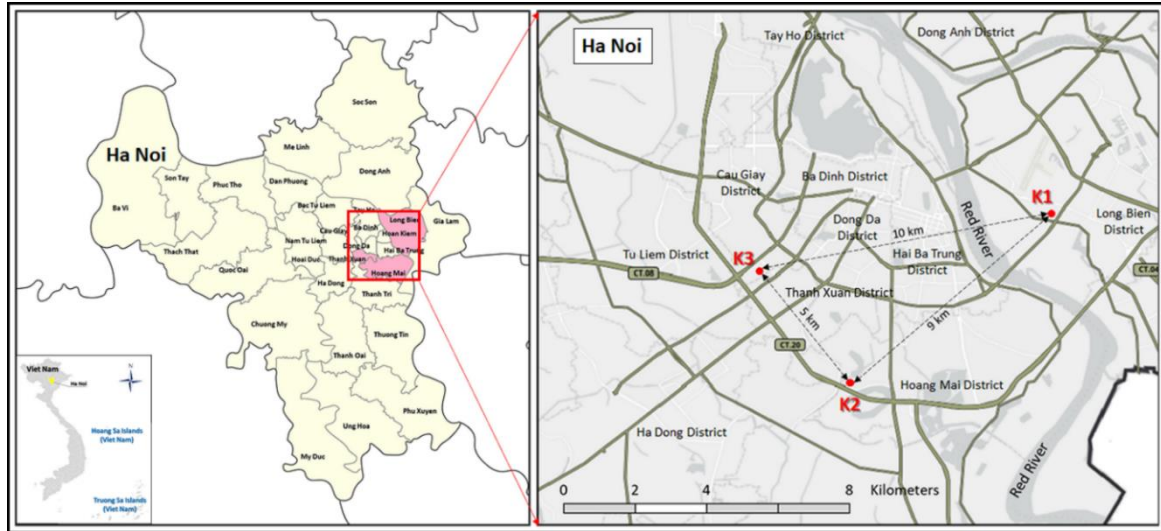 Ha Noi
Soc Son
Me Linh
Dong Anh
Son Tay
Phuc Tho
Dan Phuong
Ba Vi
Bac Tu Liem
Tay Ho
Long Bien
Gia Lam
Cau Giay
Ba Dinh
Hoan Kiem
Thach That
Nam Tu Liem
Dong Da
Hai Ba Trung
Quoc Oai
Hoai Duc
Thanh Xuan
Hoang Mai
Ha Dong
Thanh Tri
Chuong My
Thuong Tin
Thanh Oai
Phu Xuyen
Ung Hoa
My Duc
Viet Nam
Ha Noi
N
Hoang Sa Islands
(Viet Nam)
Truong Sa Islands
(Viet Nam)
Ha Noi
Tay Ho District
Dong Anh District
Cau Giay
District
Ba Dinh District
K1
Long Bien
District
Dong Da
District
Red River
10 km
Tu Liem District
K3
Hai Ba Trung
District
CT.08
CT.04
Thanh Xuan District
5 km
9 km
CT.20
K2
Hoang Mai District
Ha Dong District
Red River
0 2 4 6 8 Kilometers